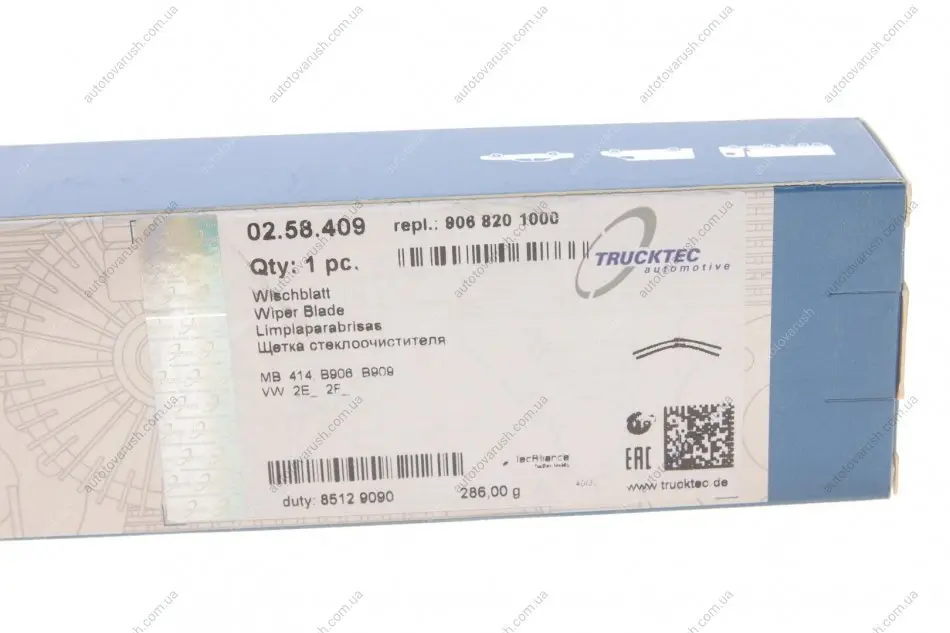 02.58.409
repl.: 906 820 1000
Qty: 1 pc.
TRUCKTEC
automotive
Wischblatt
Wiper Blade
Limpiaparabrisas
Щетка стеклоочистителя
MB 414, B906 B909
VW 2E_ 2F_
TecAlliance
EAC
www.trucktec.de
duty: 8512 9090
286,00 g
autotovarush.com.ua